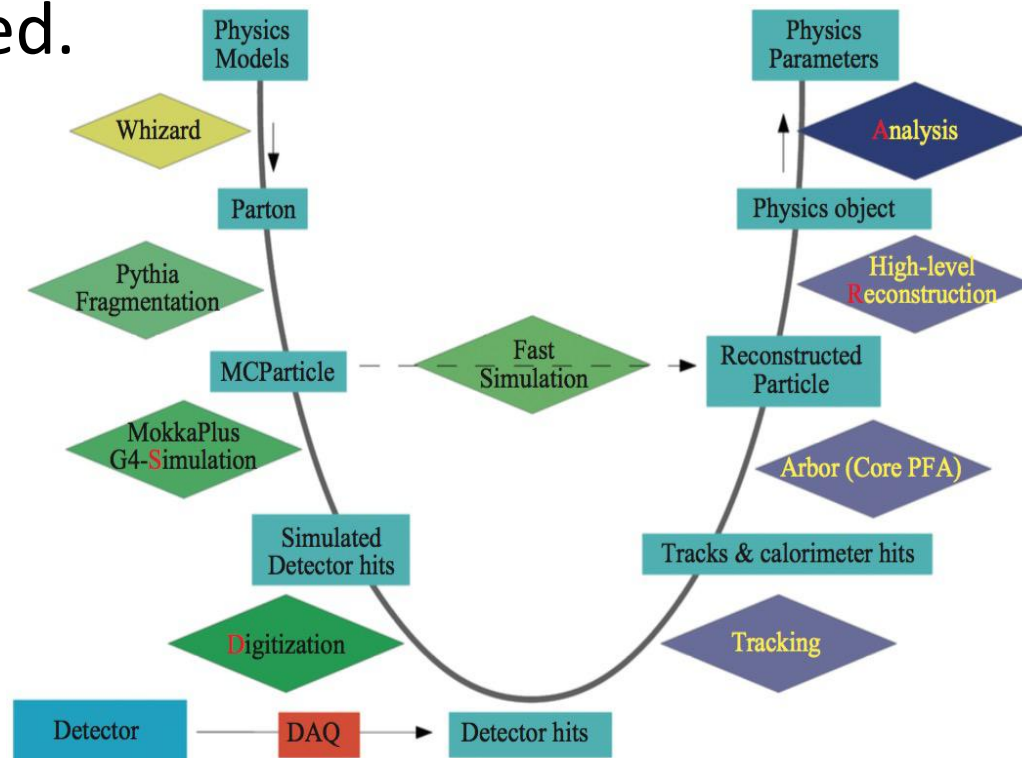 ed.
Physics
Models
Physics
Parameters
Whizard
Analysis
Parton
Physics object
Pythia
Fragmentation
High-level
Reconstruction
MCParticle
Fast
Simulation
Reconstructed
Particle
MokkaPlus
G4-Simulation
Arbor (Core PFA)
Simulated
Detector hits
Tracks & calorimeter hits
Digitization
Tracking
Detector
DAQ
Detector hits